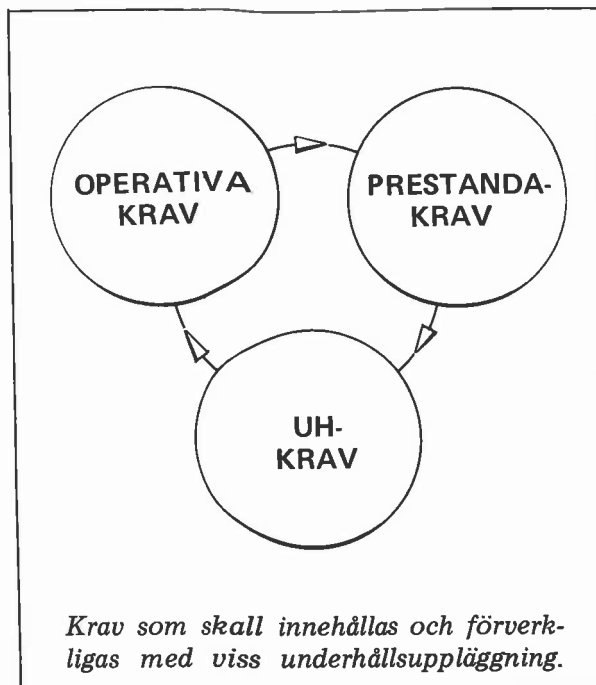 OPERATIVA
KRAV
PRESTANDA-
KRAV
UH-
KRAV
Krav som skall innehållas och förverk-
ligas med viss underhållsuppläggning.